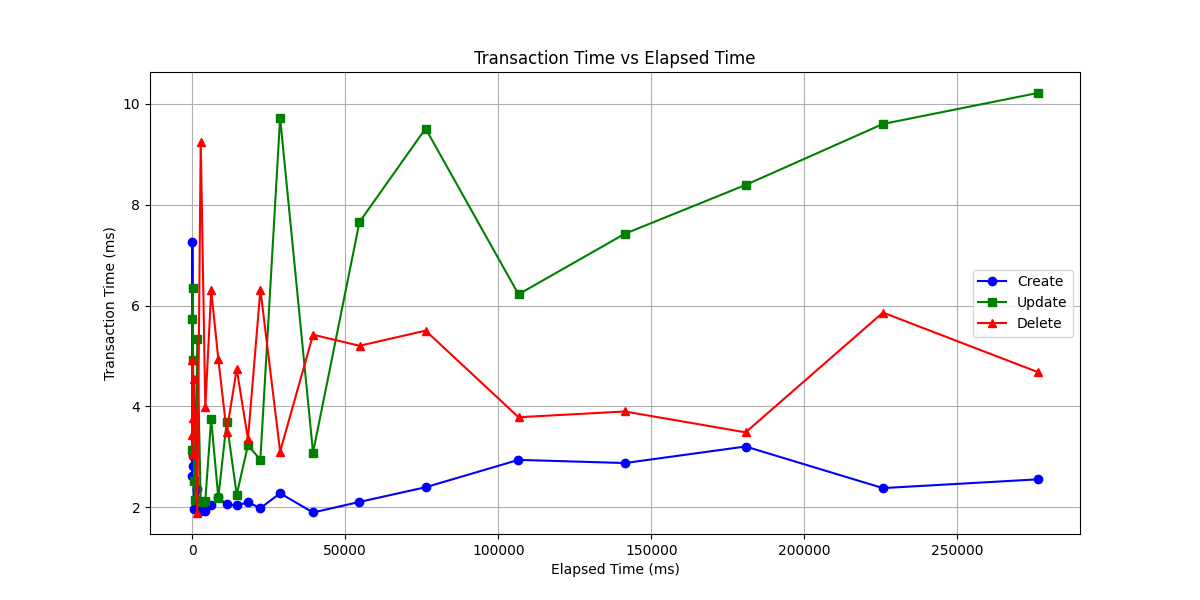 Transaction Time vs Elapsed Time
Transaction Time (ms)
10
8
6
4
2
Create
Update
Delete
0
50000
100000
150000
200000
250000
Elapsed Time (ms)